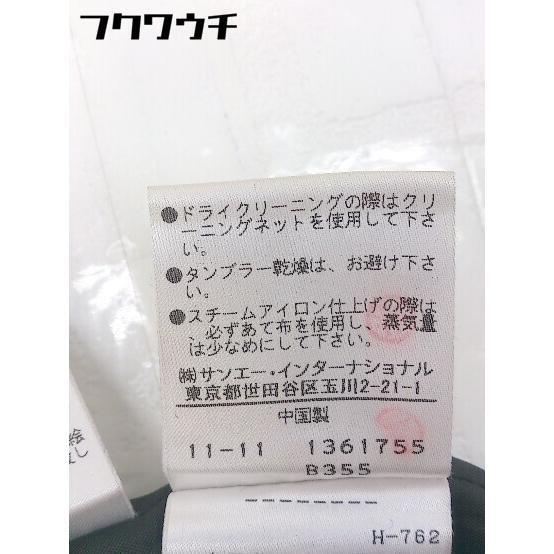 フクワウチ
●ドライクリーニングの際はクリ
ーニングネットを使用して下さ
い。
●タンブラー乾燥は、お避け下さ
い。
●スチームアイロン仕上げの際は
、必ずあて布を使用し、蒸気量
は少なめにして下さい。
㈱サンエー・インターナショナル
東京都世田谷区玉川2-21-1
中国製
11-11 1361755
B355
H-762
絵
し